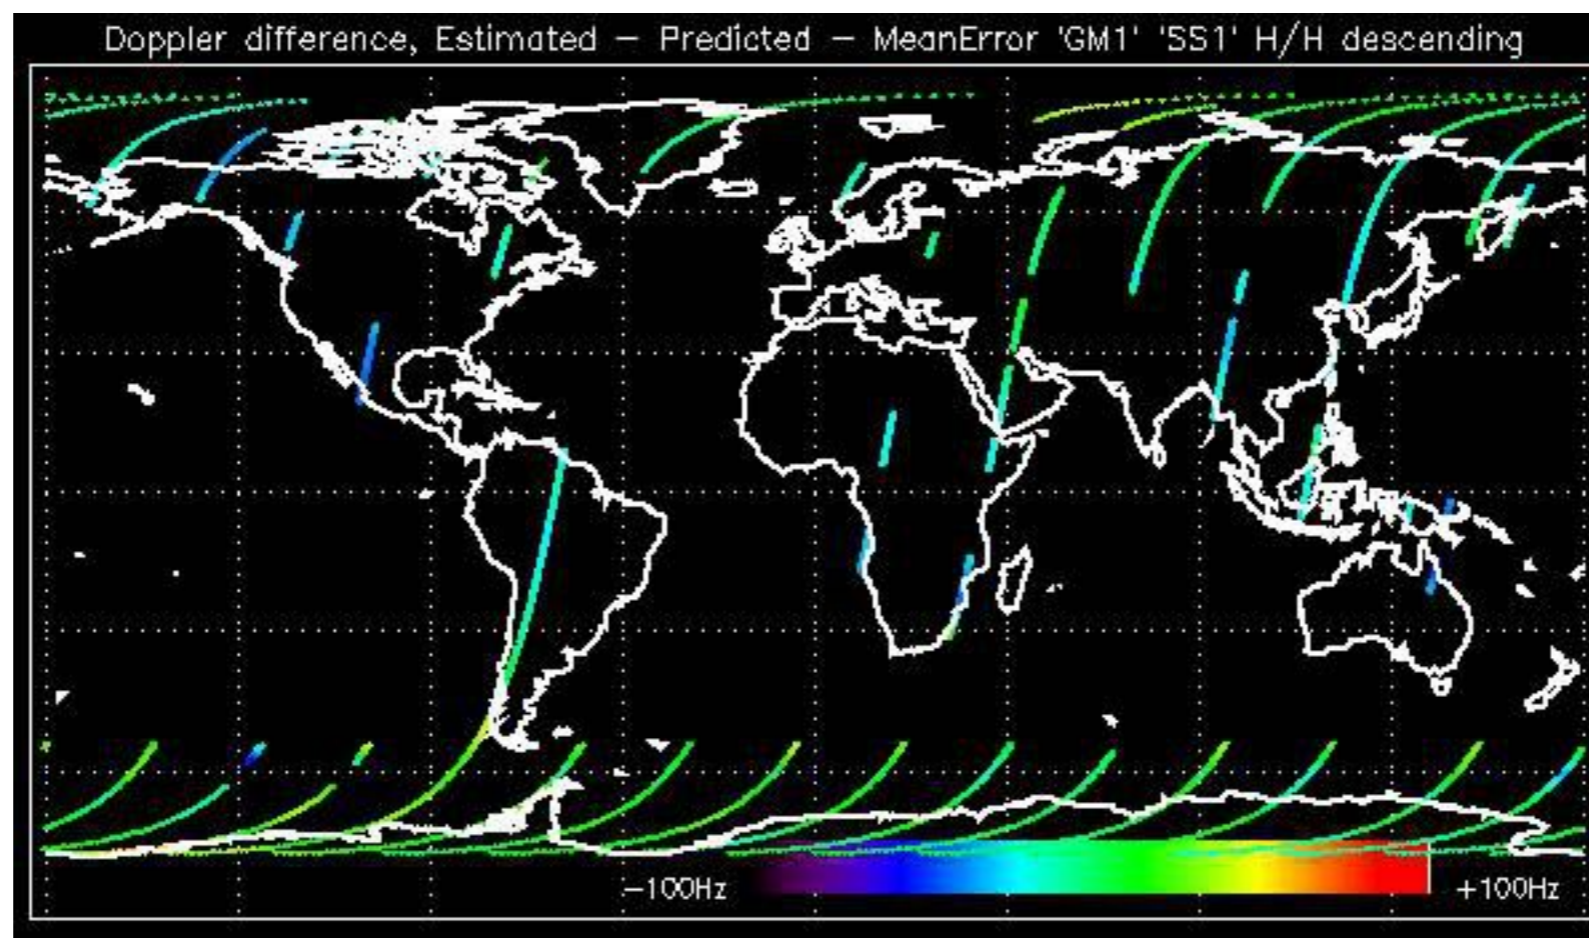 Doppler difference, Estimated – Predicted – MeanError 'GM1' 'SS1' H/H descending
–100Hz +100Hz